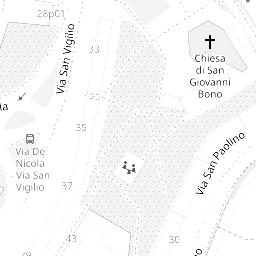 28p01
Via San Vigilio
33
Chiesa
di San
Giovanni
Bono
la
35
Via De
Nicola
Via San
Vigilio
Via San Paolino
37
43
30